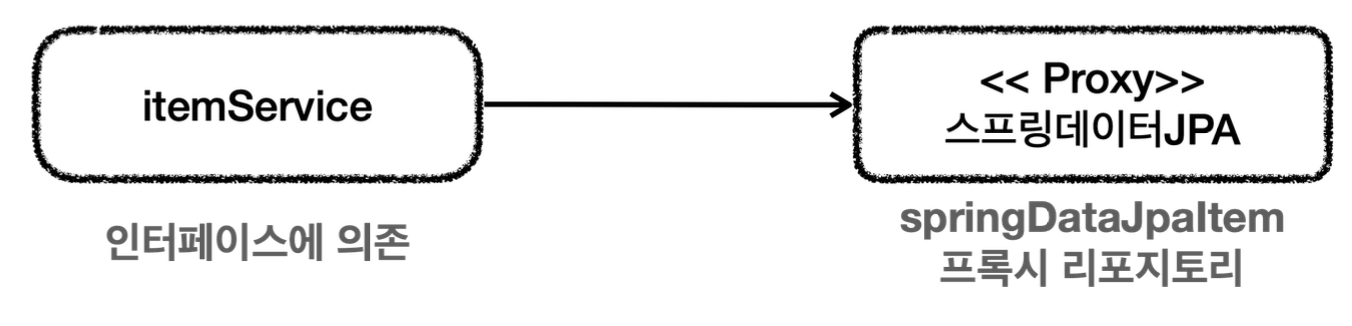 itemService
<< Proxy>>
스프링데이터JPA
인터페이스에 의존
springDataJpaItem
프록시 리포지토리